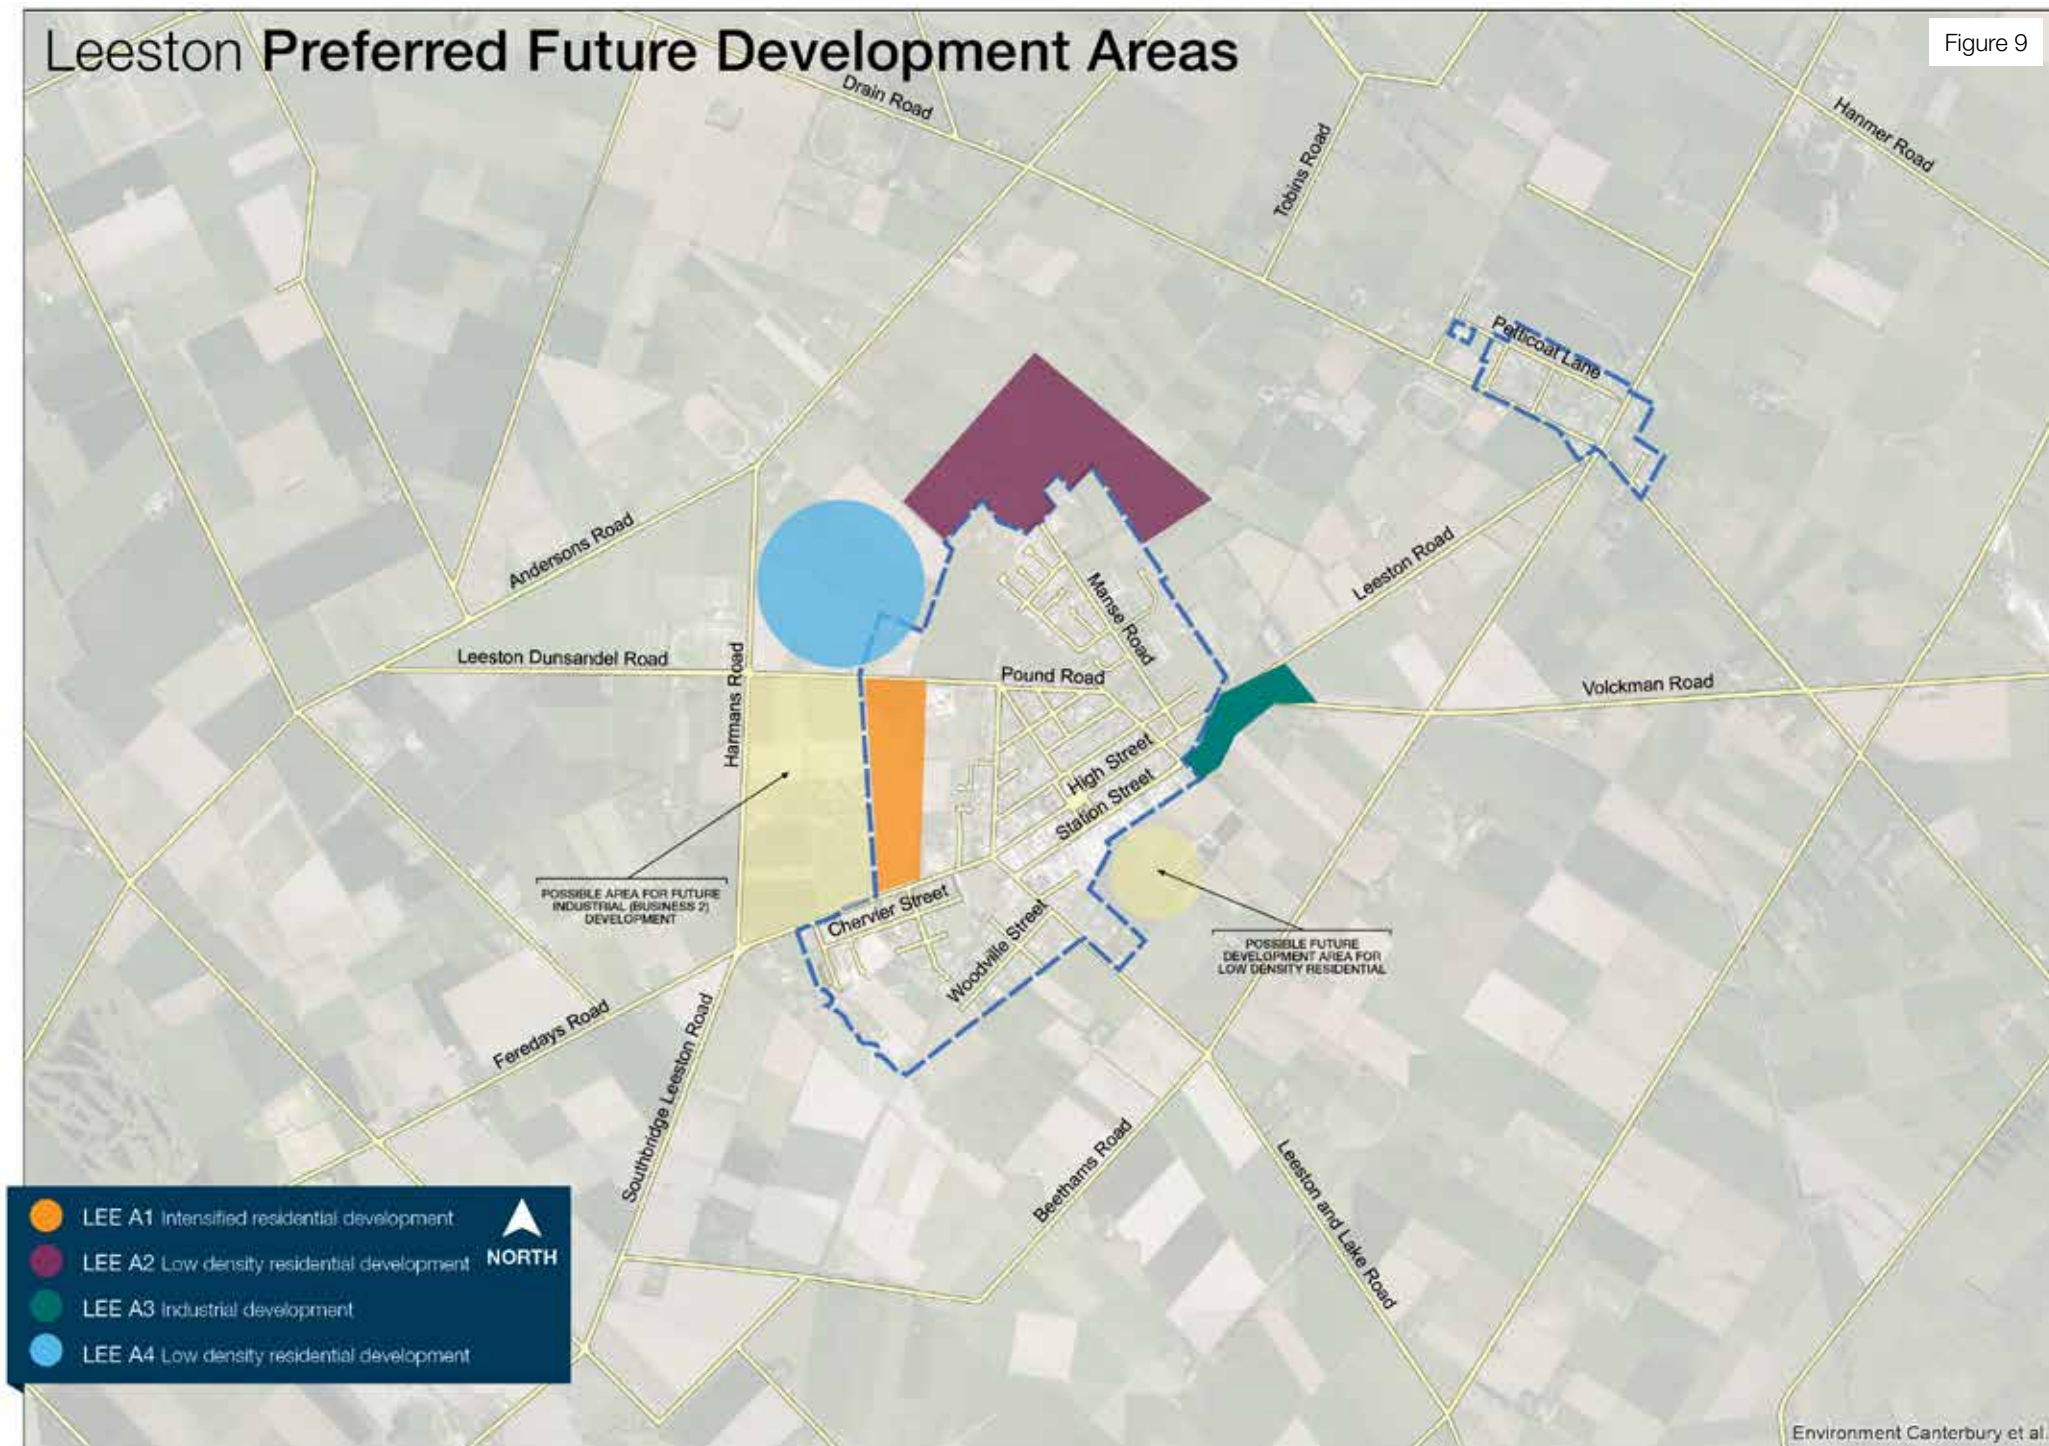 Leeston Preferred Future Development Areas
Figure 9
Drain Road
Hanmer Road
Tobins Road
Petticoat Lane
Andersons Road
Leeston Road
Manse Road
Leeston Dunsandel Road
Harmans Road
Pound Road
Volckman Road
High Street
Station Street
POSSIBLE AREA FOR FUTURE
INDUSTRIAL (BUSINESS 2)
DEVELOPMENT
Chervier Street
Woodville Street
POSSIBLE FUTURE
DEVELOPMENT AREA FOR
LOW DENSITY RESIDENTIAL
Feredays Road
Southbridge Leeston Road
Beethams Road
Leeston and Lake Road
LEE A1 Intensified residential development
LEE A2 Low density residential development
LEE A3 Industrial development
LEE A4 Low density residential development
NORTH
Environment Canterbury et al.